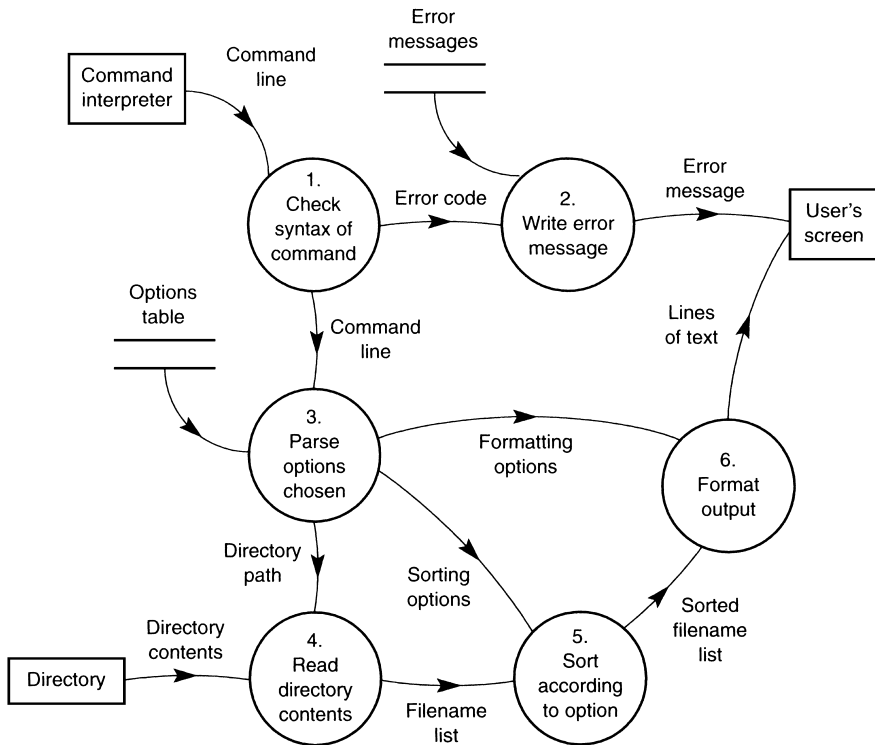 Error
messages
Command
line
Command
interpreter
1.
Check
syntax of
command
Error code
2.
Write error
message
Error
message
User's
screen
Options
table
Command
line
Lines
of text
3.
Parse
options
chosen
Formatting
options
6.
Format
output
Directory
path
Sorting
options
Sorted
filename
list
Directory
contents
Directory
4.
Read
directory
contents
Filename
list
5.
Sort
according
to option